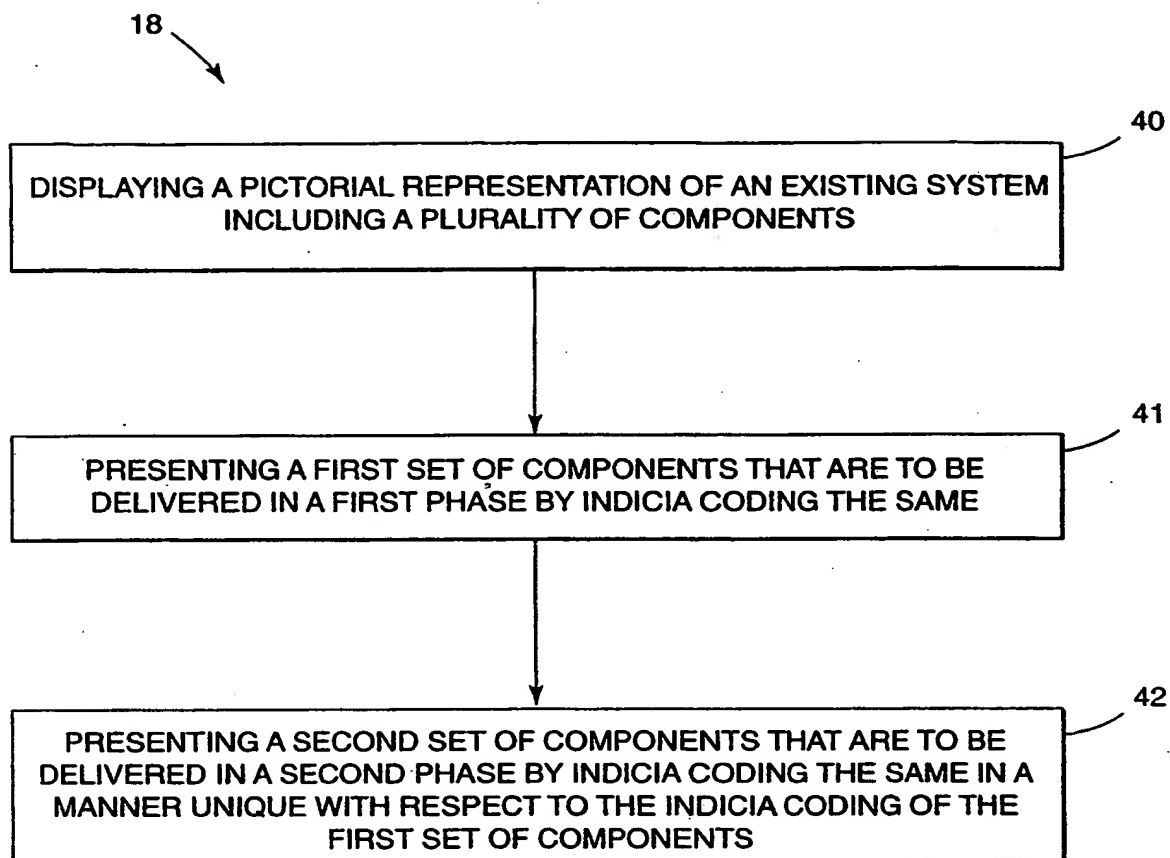 18
40
DISPLAYING A PICTORIAL REPRESENTATION OF AN EXISTING SYSTEM
INCLUDING A PLURALITY OF COMPONENTS
41
PRESENTING A FIRST SET OF COMPONENTS THAT ARE TO BE
DELIVERED IN A FIRST PHASE BY INDICIA CODING THE SAME
42
PRESENTING A SECOND SET OF COMPONENTS THAT ARE TO BE
DELIVERED IN A SECOND PHASE BY INDICIA CODING THE SAME IN A
MANNER UNIQUE WITH RESPECT TO THE INDICIA CODING OF THE
FIRST SET OF COMPONENTS